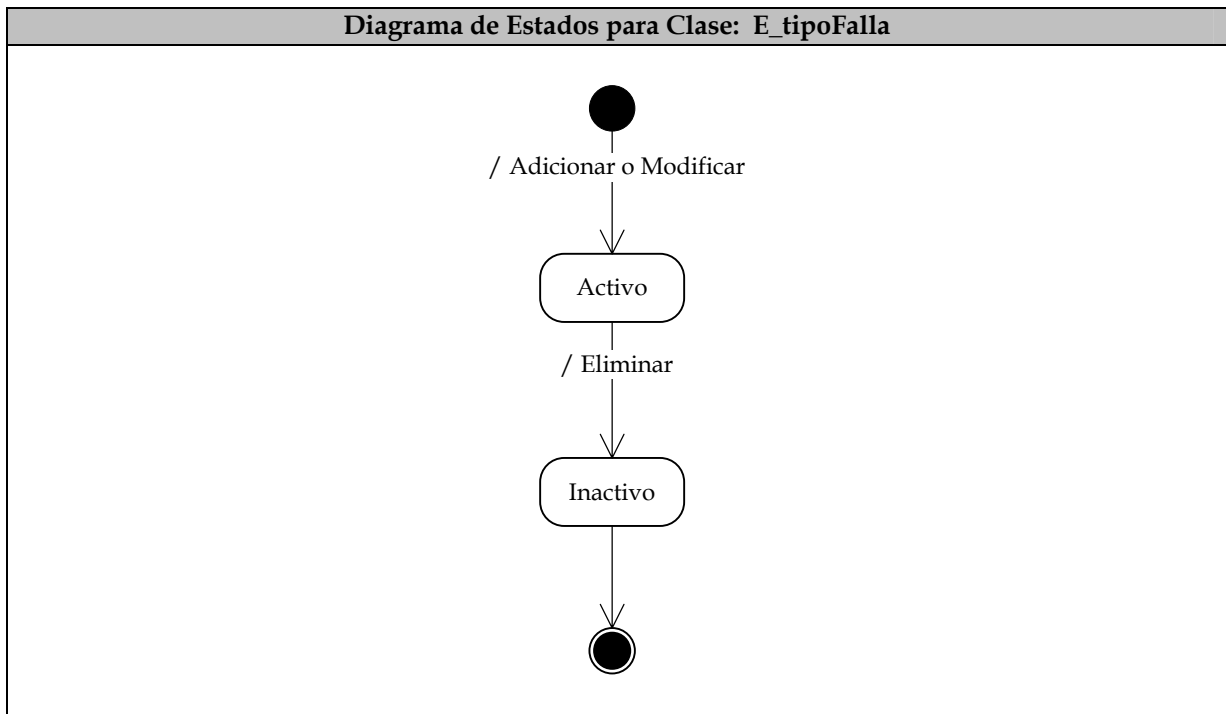 Diagrama de Estados para Clase: E_tipoFalla
/ Adicionar o Modificar
Activo
/ Eliminar
Inactivo